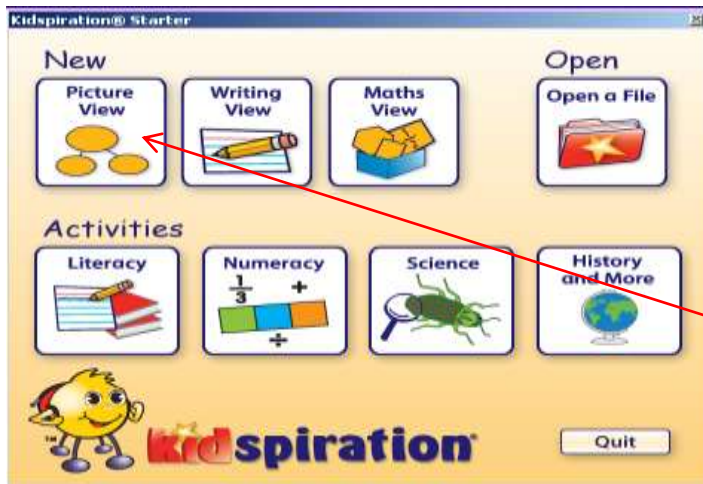 Kidspiration® Starter
New
Open
Picture
View
Writing
View
Maths
View
Open a File
Activities
Literacy
Numeracy
1
3
+
÷
Science
History
and More
™
kidspiration®
Quit